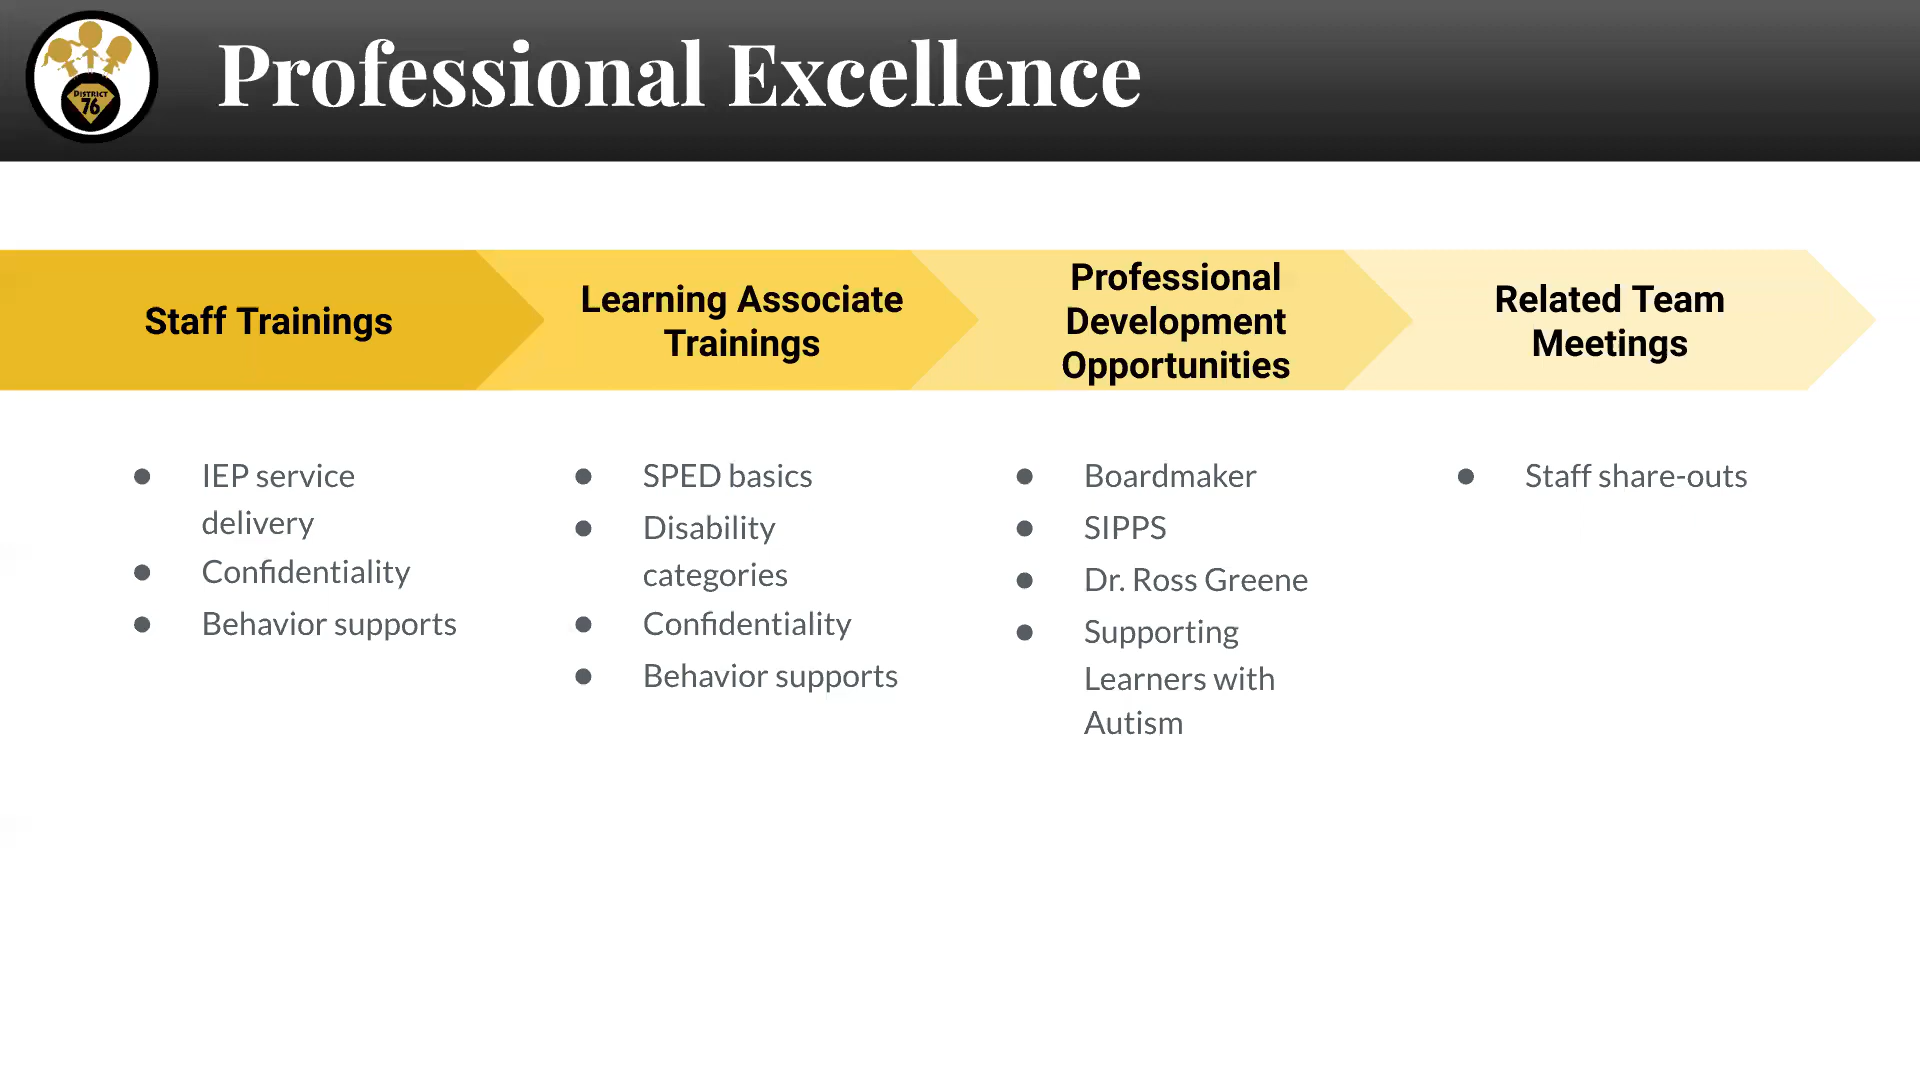 DISTRICT
76
Professional Excellence
Staff Trainings
Learning Associate
Trainings
Professional
Development
Opportunities
Related Team
Meetings
● IEP service
delivery
● Confidentiality
● Behavior supports
● SPED basics
● Disability
categories
● Confidentiality
● Behavior supports
● Boardmaker
● SIPPS
● Dr. Ross Greene
● Supporting
Learners with
Autism
● Staff share-outs